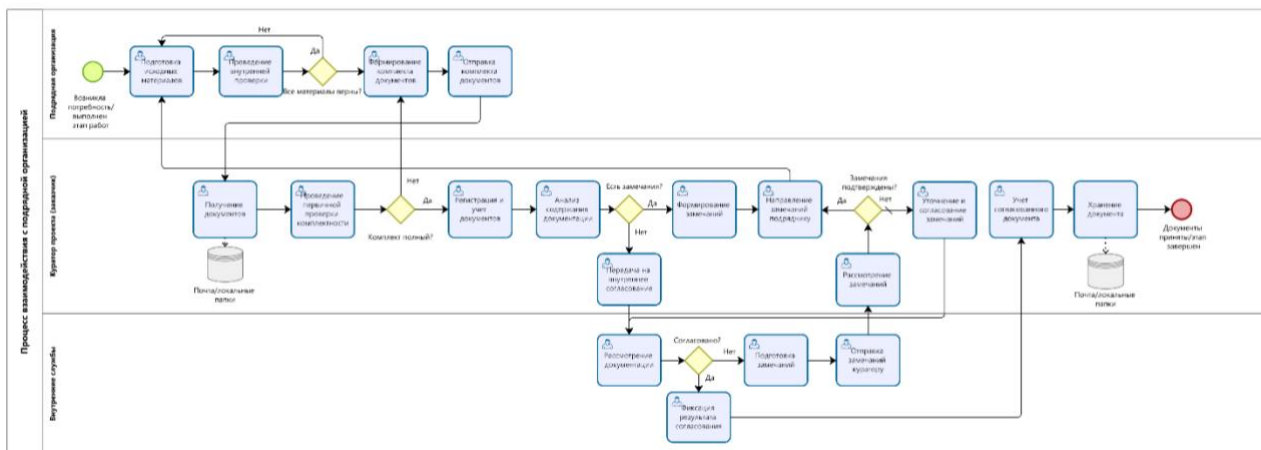 Процесс взаимодействия с подрядной организацией
Подрядная организация
Возникла
потребность/
выполнен
этап работ
Подготовка
исходных
материалов
Проведение
внутренней
проверки
Нет
Да
Все материалы верны?
Формирование
комплекта
документов
Отправка
комплекта
документов
Куратор проекта (заказчик)
Получение
документов
Почта/локальные
папки
Проведение
первичной
проверки
комплектности
Нет
Да
Комплект полный?
Регистрация и
учет
документов
Анализ
содержания
документации
Есть замечания?
Да
Нет
Формирование
замечаний
Передача на
внутреннее
согласование
Направление
замечаний
подрядчику
Замечания
подтверждены?
Да
Нет
Рассмотрение
замечаний
Уточнение и
согласование
замечаний
Учет
согласованного
документа
Хранение
документа
Почта/локальные
папки
Документы
приняты/этап
завершен
Внутренние службы
Рассмотрение
документации
Согласовано?
Нет
Да
Подготовка
замечаний
Отправка
замечаний
куратору
Фиксация
результата
согласования